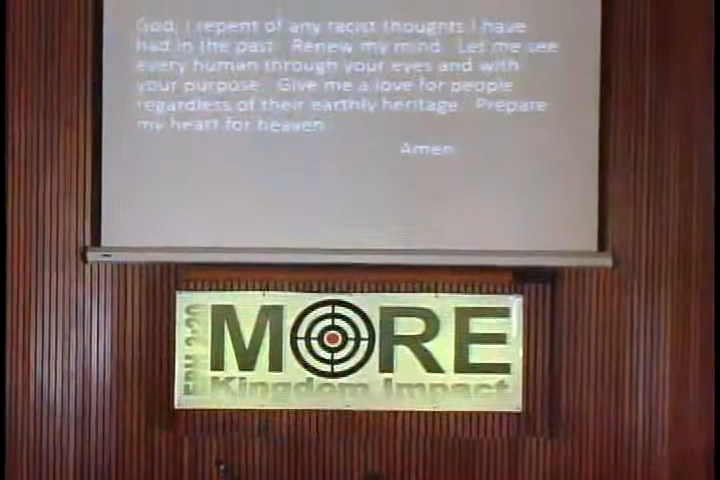 God, I repent of any racist thoughts I have
had in the past. Renew my mind. Let me see
every human through your eyes and with
your purpose. Give me a love for people
regardless of their earthly heritage. Prepare
my heart for heaven
Amen
MORE
Kingdom Impact